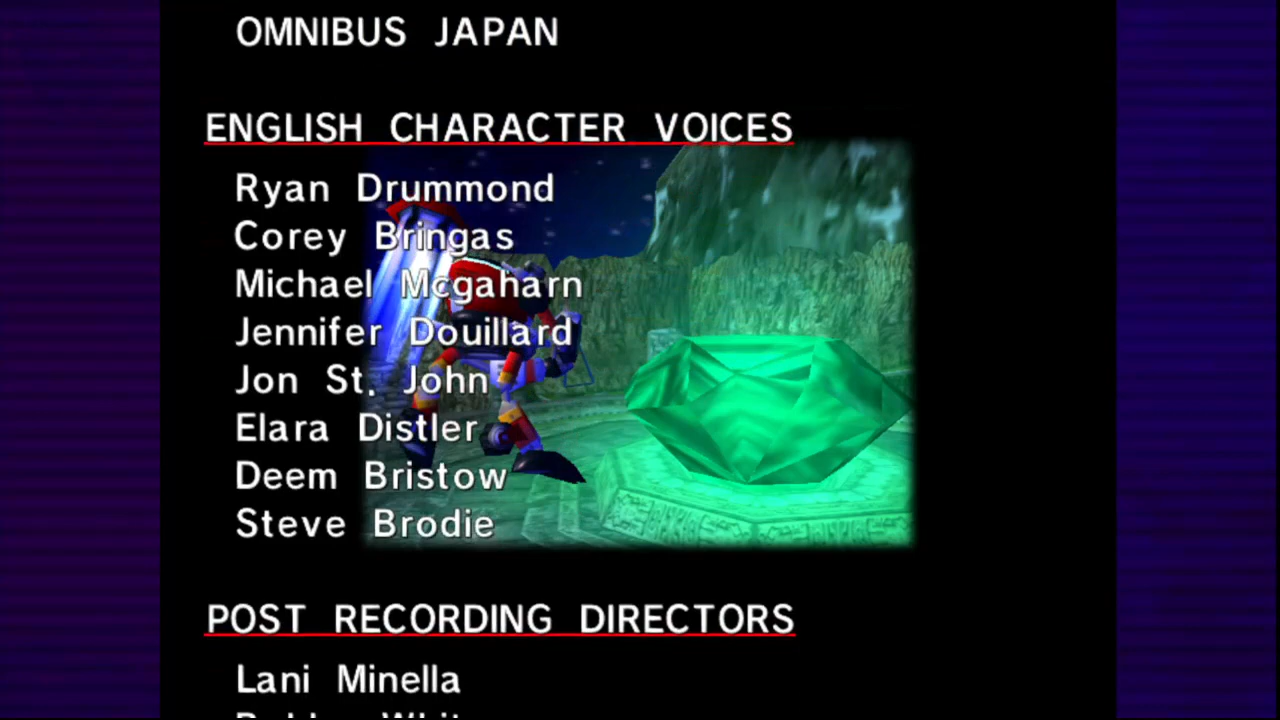 OMNIBUS JAPAN
ENGLISH CHARACTER VOICES
Ryan Drummond
Corey Bringas
Michael Mcgaharn
Jennifer Douillard
Jon St. John
Elara Distler
Deem Bristow
Steve Brodie
POST RECORDING DIRECTORS
Lani Minella